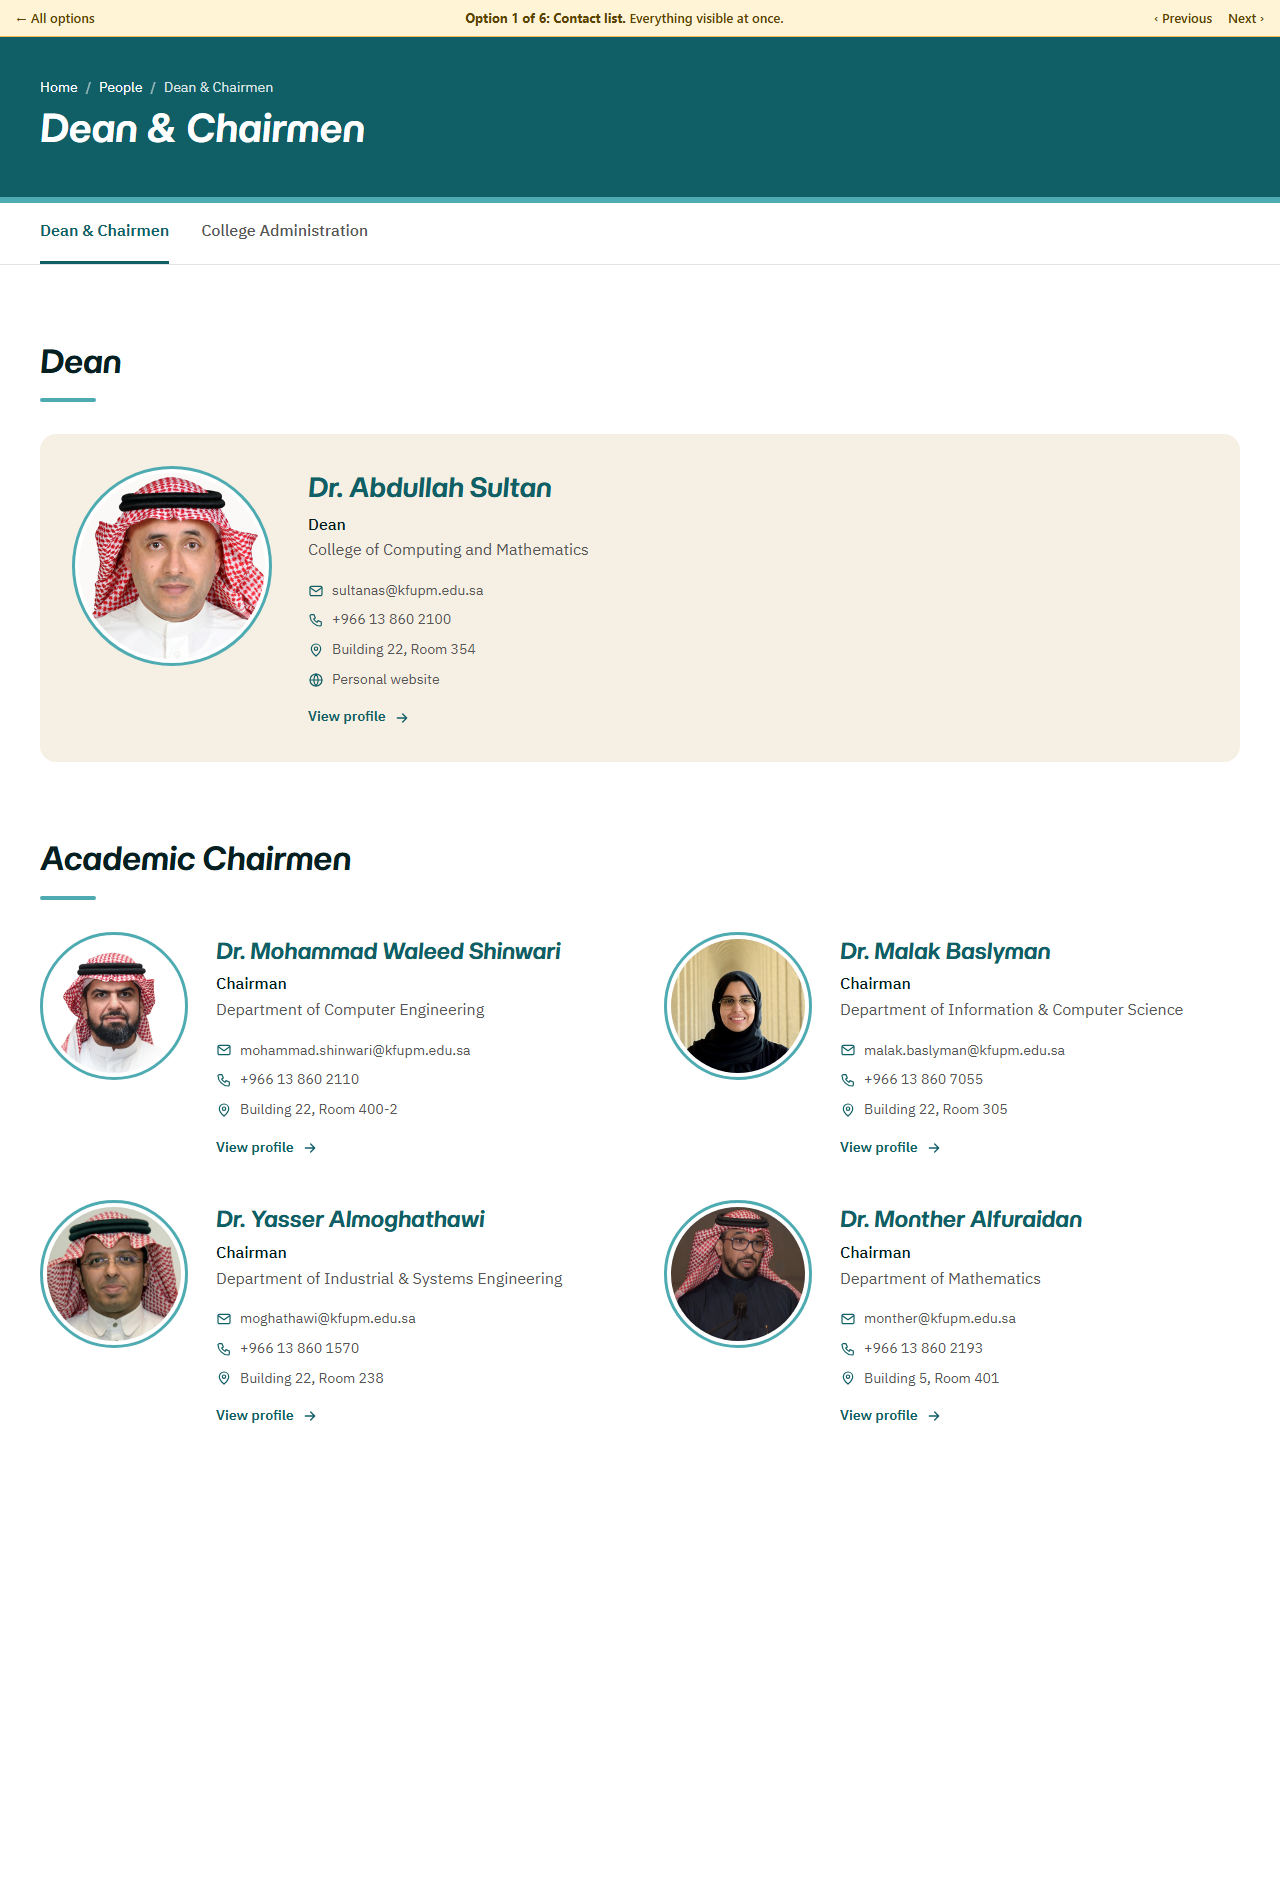 ← All options
Option 1 of 6: Contact list. Everything visible at once.
‹ Previous
Next ›
Home / People / Dean & Chairmen
Dean & Chairmen
Dean & Chairmen
College Administration
Dean
Dr. Abdullah Sultan
Dean
College of Computing and Mathematics
sultanas@kfupm.edu.sa
+966 13 860 2100
Building 22, Room 354
Personal website
View profile →
Academic Chairmen
Dr. Mohammad Waleed Shinwari
Chairman
Department of Computer Engineering
mohammad.shinwari@kfupm.edu.sa
+966 13 860 2110
Building 22, Room 400-2
View profile →
Dr. Malak Baslyman
Chairman
Department of Information & Computer Science
malak.baslyman@kfupm.edu.sa
+966 13 860 7055
Building 22, Room 305
View profile →
Dr. Yasser Almoghathawi
Chairman
Department of Industrial & Systems Engineering
moghathawi@kfupm.edu.sa
+966 13 860 1570
Building 22, Room 238
View profile →
Dr. Monther Alfuraidan
Chairman
Department of Mathematics
monther@kfupm.edu.sa
+966 13 860 2193
Building 5, Room 401
View profile →